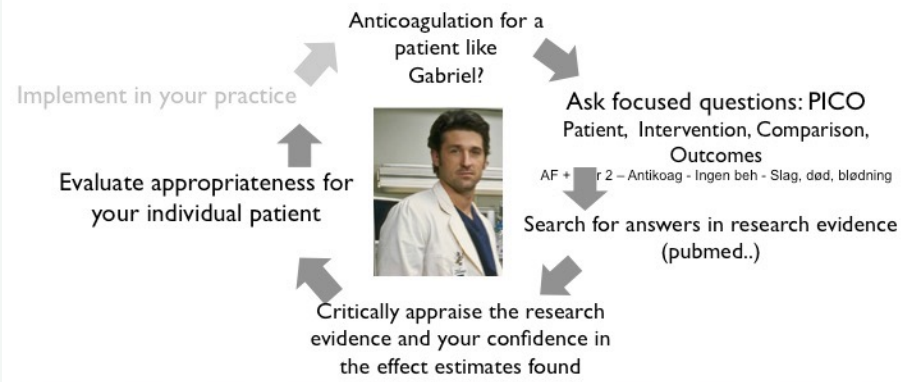 Anticoagulation for a
patient like
Gabriel?
Implement in your practice
Ask focused questions: PICO
Patient, Intervention, Comparison,
Outcomes
AF + r 2 – Antikoag - Ingen beh - Slag, død, blødning
Evaluate appropriateness for
your individual patient
Search for answers in research evidence
(pubmed..)
Critically appraise the research
evidence and your confidence in
the effect estimates found